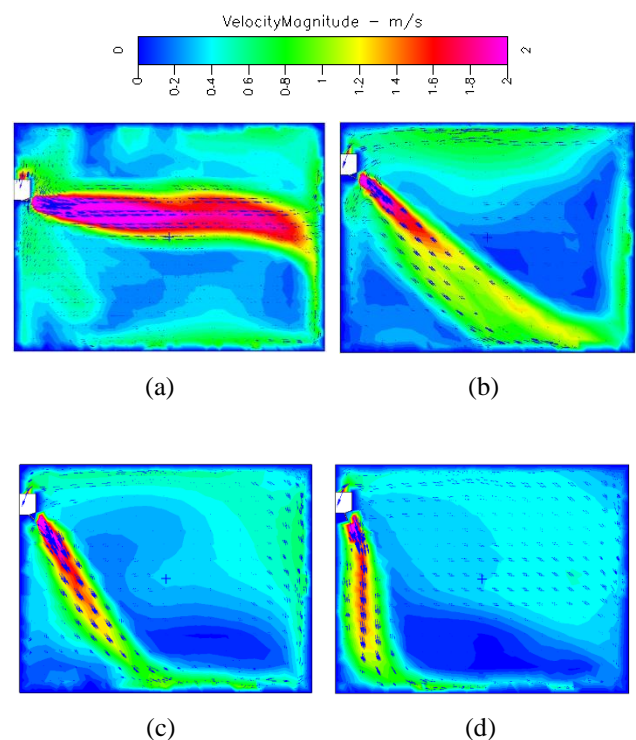 VelocityMagnitude - m/s
0 2
0 0·2 0·4 0·6 0·8 1 1·2 1·4 1·6 1·8 2
(a) (b)
(c) (d)